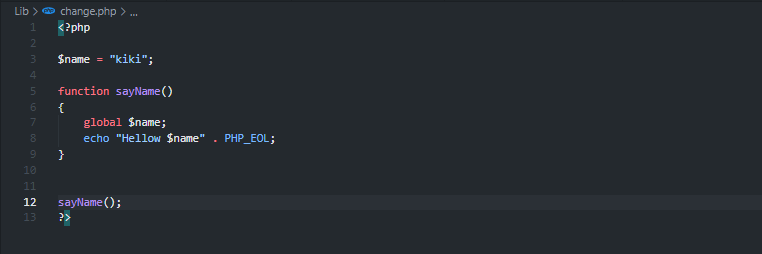 Lib > php change.php > ...
1 <?php
2
3 $name = "kiki";
4
5 function sayName()
6 {
7     global $name;
8     echo "Hellow $name" . PHP_EOL;
9 }
10
11
12 sayName();
13 ?>